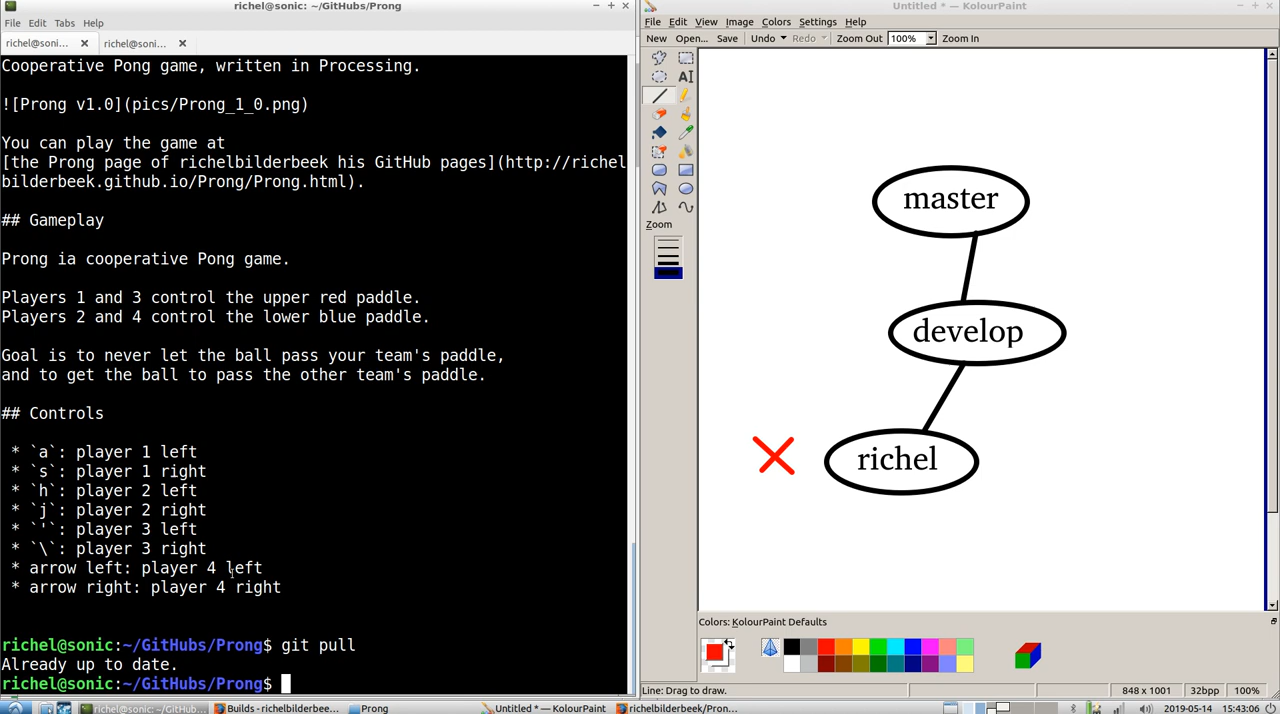 richel@sonic: ~/GitHubs/Prong
File Edit Tabs Help
richel@soni... richel@soni...
Cooperative Pong game, written in Processing.
![Prong v1.0](pics/Prong_1_0.png)
You can play the game at
[the Prong page of richelbilderbeek his GitHub pages](http://richel
bilderbeek.github.io/Prong/Prong.html).
## Gameplay
Prong ia cooperative Pong game.
Players 1 and 3 control the upper red paddle.
Players 2 and 4 control the lower blue paddle.
Goal is to never let the ball pass your team's paddle,
and to get the ball to pass the other team's paddle.
## Controls
* `a`: player 1 left
* `s`: player 1 right
* `h`: player 2 left
* `j`: player 2 right
* `'`: player 3 left
* `\`: player 3 right
* arrow left: player 4 left
* arrow right: player 4 right
richel@sonic:~/GitHubs/Prong$ git pull
Already up to date.
richel@sonic:~/GitHubs/Prong$
Untitled * — KolourPaint
File Edit View Image Colors Settings Help
New Open... Save Undo Redo Zoom Out 100% Zoom In
AI
Zoom
master
develop
richel
Colors: KolourPaint Defaults
Line: Drag to draw. 848 x 1001 32bpp 100%
richel@sonic: ~/GitHub... Builds - richelbilderbee... Prong Untitled * — KolourPaint richelbilderbeek/Pron... 2019-05-14 15:43:06